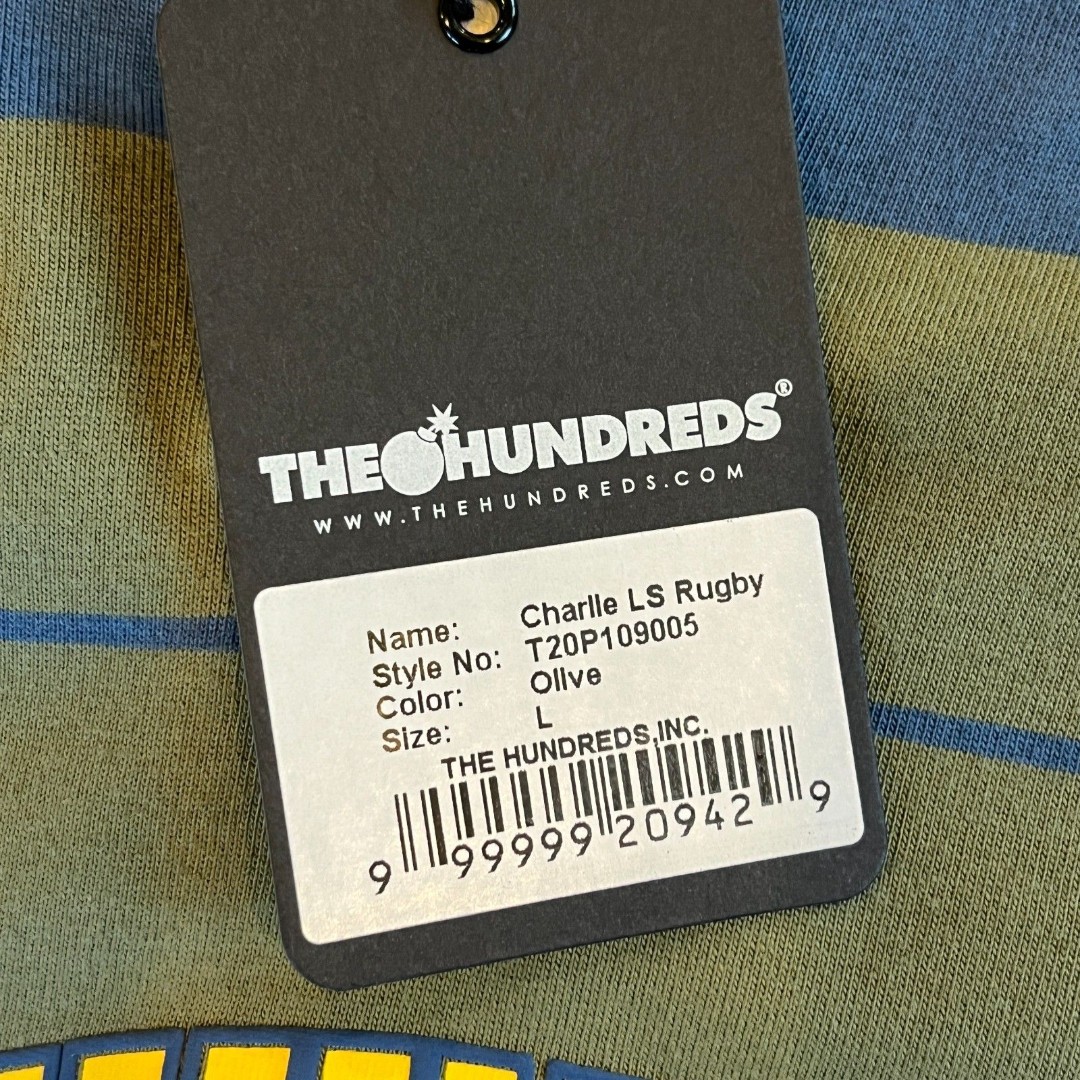 THE HUNDREDS®
WWW.THEHUNDREDS.COM
Name: Charlie LS Rugby
Style No: T20P109005
Color: Olive
Size: L
THE HUNDREDS,INC.
9 99999 20942 9